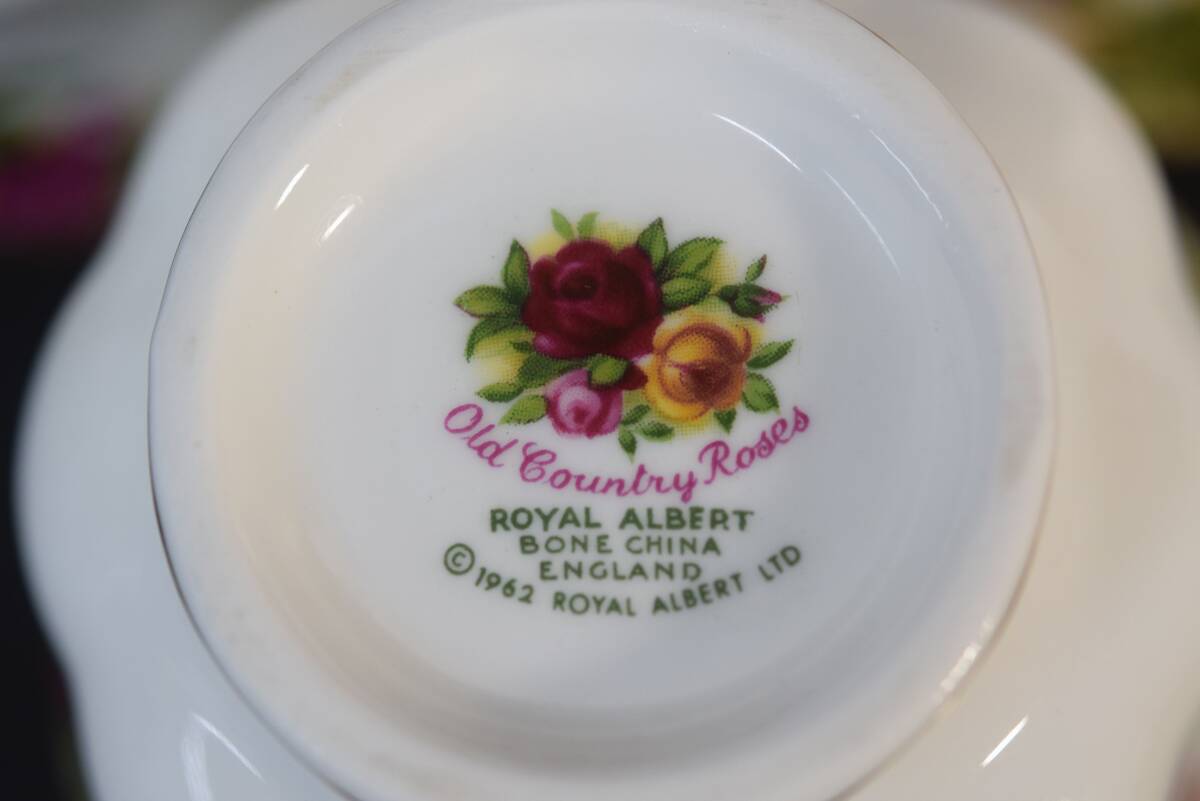 Old Country Roses
ROYAL ALBERT
BONE CHINA
ENGLAND
© 1962 ROYAL ALBERT LTD